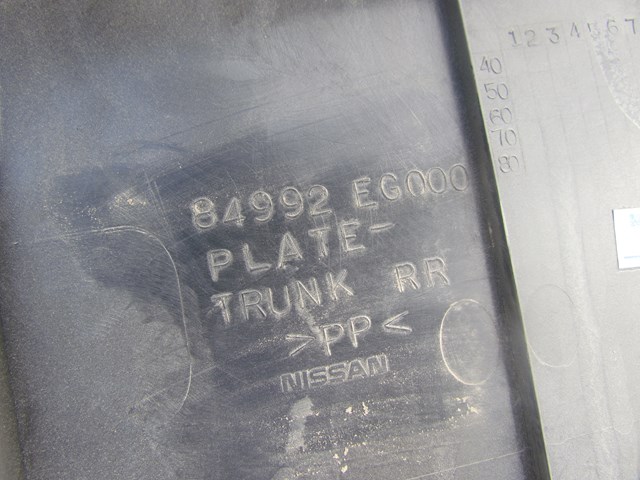 1 2 3 4 5 6 7
40
50
60
70
80
84992 EG000
PLATE-
TRUNK RR
>PP<
NISSAN